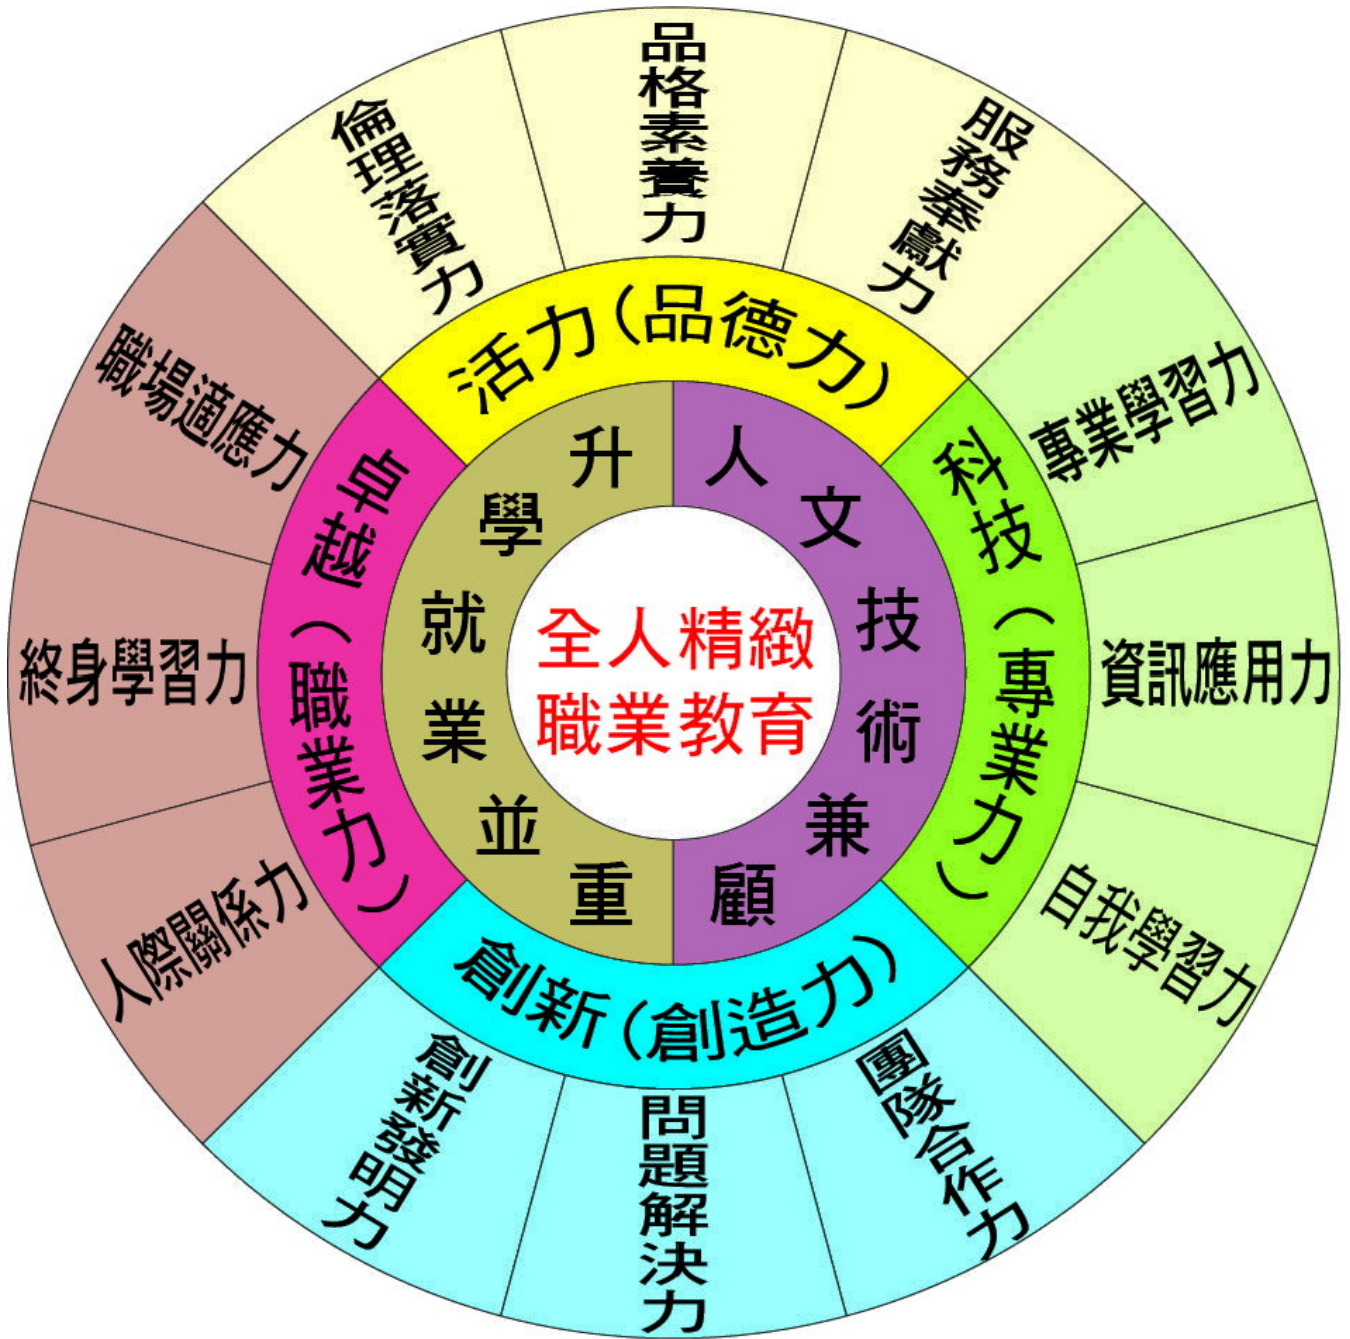 全人精緻
職業教育
升學就業並重
人文技術兼顧
活力(品德力)
科技(專業力)
創新(創造力)
卓越(職業力)
倫理落實力
品格素養力
服務奉獻力
專業學習力
資訊應用力
自我學習力
團隊合作力
問題解決力
創新發明力
人際關係力
終身學習力
職場適應力